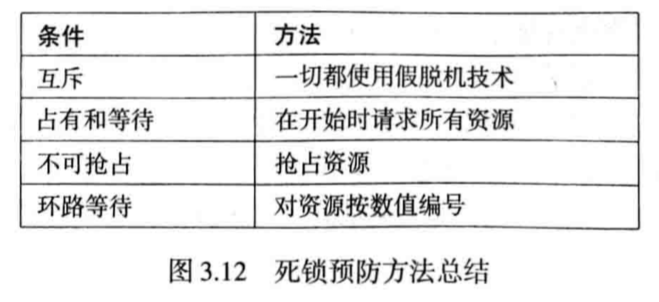 条件 方法
互斥 一切都使用假脱机技术
占有和等待 在开始时请求所有资源
不可抢占 抢占资源
环路等待 对资源按数值编号
图 3.12 死锁预防方法总结